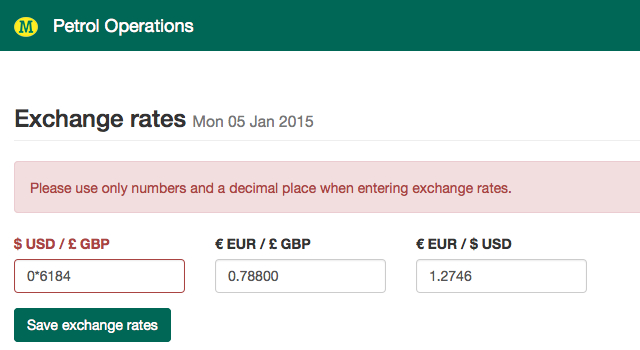 M Petrol Operations
Exchange rates Mon 05 Jan 2015
Please use only numbers and a decimal place when entering exchange rates.
$ USD / £ GBP € EUR / £ GBP € EUR / $ USD
0*6184 0.78800 1.2746
Save exchange rates